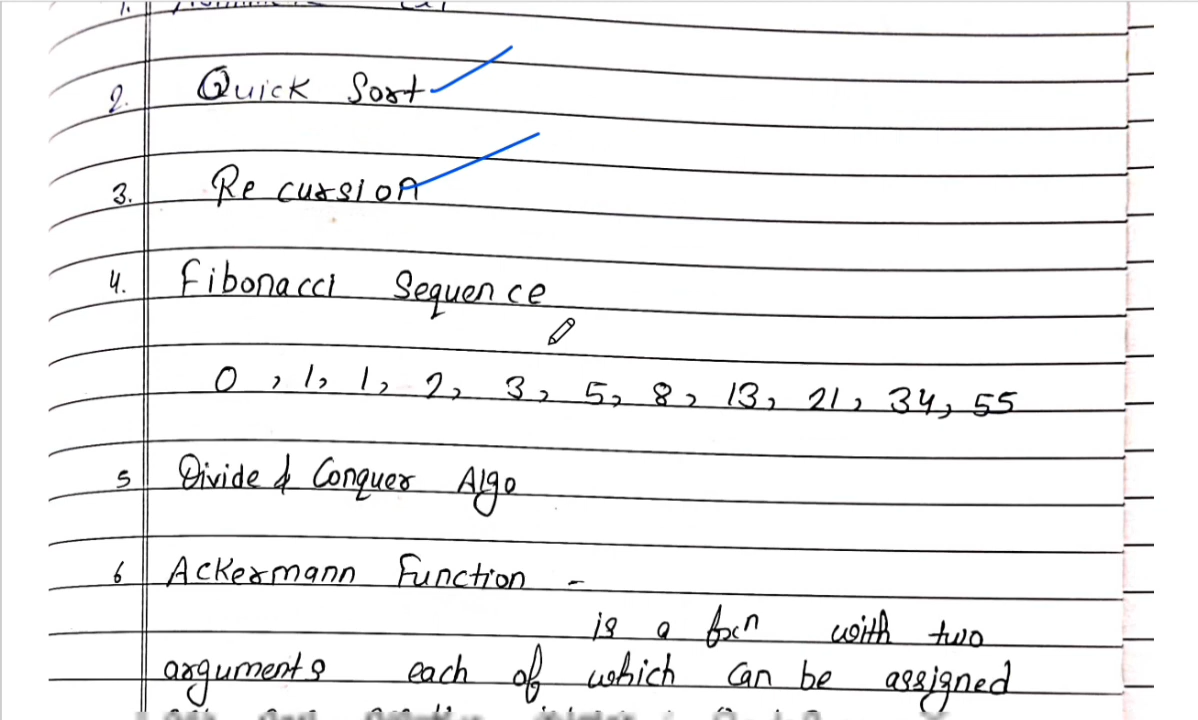 2. Quick Sort
3. Recursion
4. Fibonacci Sequence
0, 1, 1, 2, 3, 5, 8, 13, 21, 34, 55
5 Divide & Conquer Algo
6 Ackermann Function -
is a fxcn with two
arguments each of which can be assigned